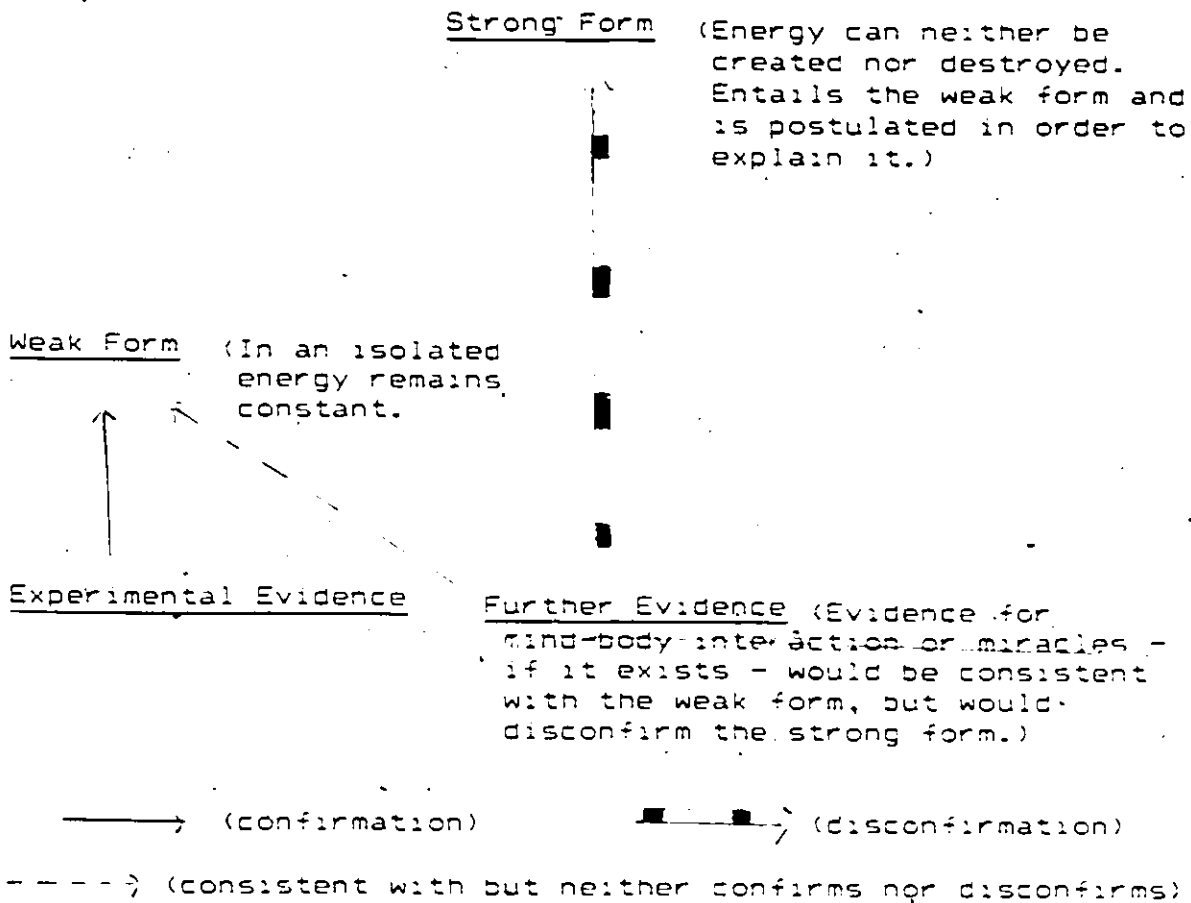 Strong Form (Energy can neither be
created nor destroyed.
Entails the weak form and
is postulated in order to
explain it.)
Weak Form (In an isolated
energy remains
constant.
Experimental Evidence
Further Evidence (Evidence for
mind-body interaction or miracles -
if it exists - would be consistent
with the weak form, but would
disconfirm the strong form.)
(confirmation)
(disconfirmation)
(consistent with but neither confirms nor disconfirms)